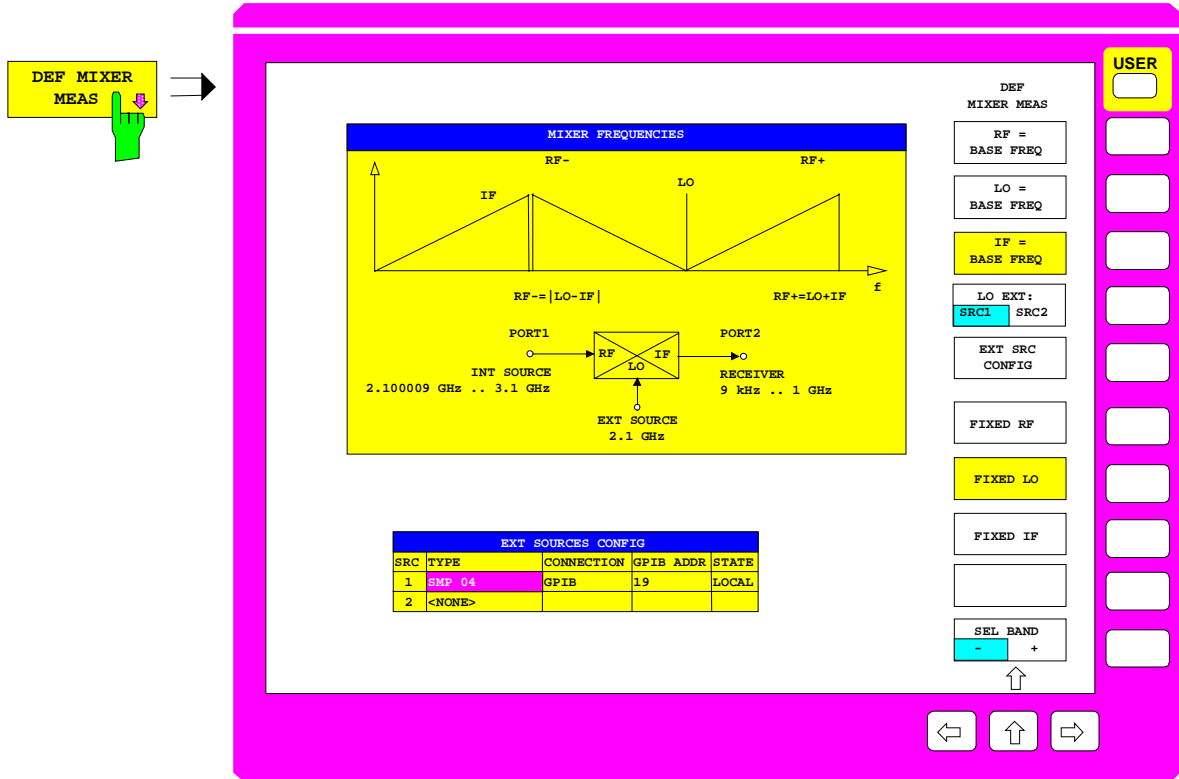 DEF MIXER
MEAS
USER
DEF
MIXER MEAS
MIXER FREQUENCIES
RF-
RF+
LO
IF
f
RF-=|LO-IF|
RF+=LO+IF
PORT1
PORT2
RF
IF
LO
INT SOURCE
2.100009 GHz .. 3.1 GHz
RECEIVER
9 kHz .. 1 GHz
EXT SOURCE
2.1 GHz
EXT SOURCES CONFIG
SRC TYPE CONNECTION GPIB ADDR STATE
1 SMP 04 GPIB 19 LOCAL
2 <NONE>
RF =
BASE FREQ
LO =
BASE FREQ
IF =
BASE FREQ
LO EXT:
SRC1 SRC2
EXT SRC
CONFIG
FIXED RF
FIXED LO
FIXED IF
SEL BAND
- +